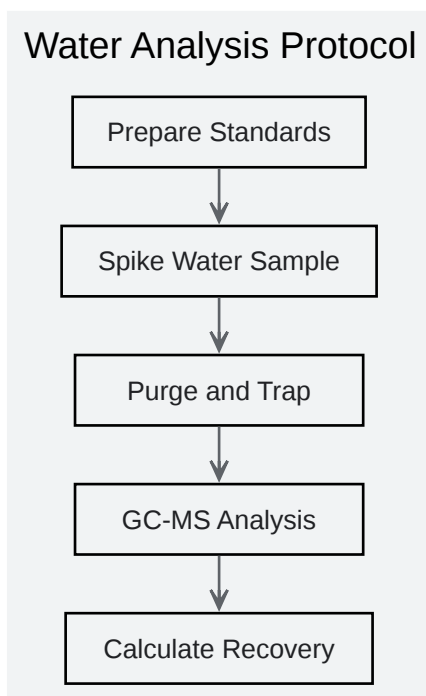 Water Analysis Protocol
Prepare Standards
Spike Water Sample
Purge and Trap
GC-MS Analysis
Calculate Recovery